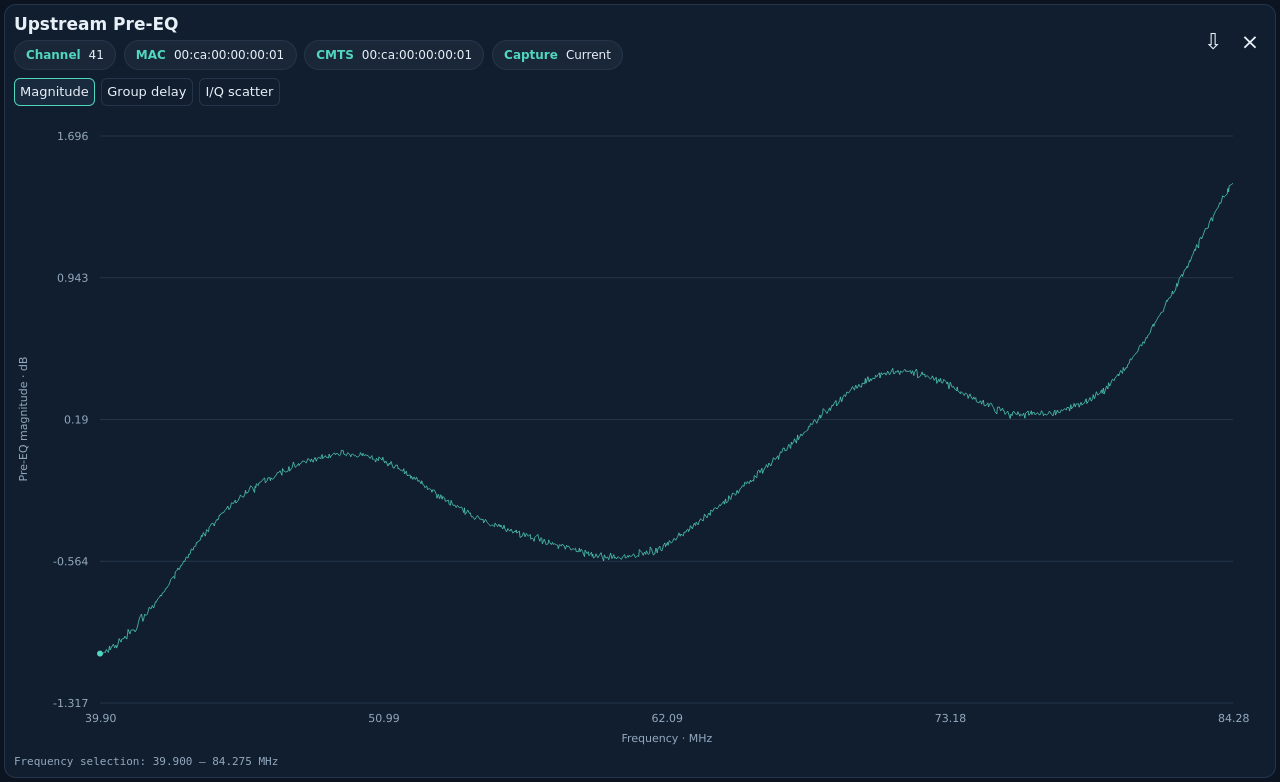 Upstream Pre-EQ
Channel 41 MAC 00:ca:00:00:00:01 CMTS 00:ca:00:00:00:01 Capture Current
⇩ ×
Magnitude Group delay I/Q scatter
1.696
0.943
0.19
-0.564
-1.317
Pre-EQ magnitude · dB
39.90 50.99 62.09 73.18 84.28
Frequency · MHz
Frequency selection: 39.900 – 84.275 MHz